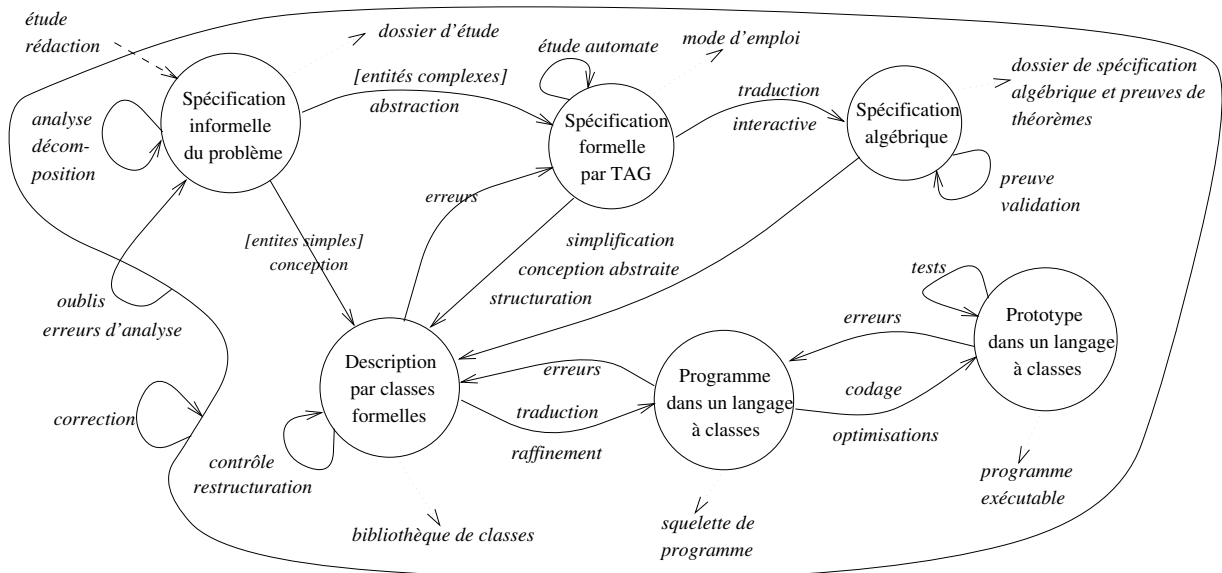 étude
rédaction
dossier d'étude
étude automate
mode d'emploi
[entités complexes]
abstraction
dossier de spécification
algébrique et preuves de
théorèmes
Spécification
informelle
du problème
analyse
décom-
position
Spécification
formelle
par TAG
traduction
interactive
Spécification
algébrique
preuve
validation
erreurs
[entites simples]
conception
simplification
conception abstraite
structuration
oublis
erreurs d'analyse
tests
Prototype
dans un langage
à classes
erreurs
codage
optimisations
Description
par classes
formelles
erreurs
traduction
raffinement
Programme
dans un langage
à classes
correction
contrôle
restructuration
bibliothèque de classes
squelette de
programme
programme
exécutable